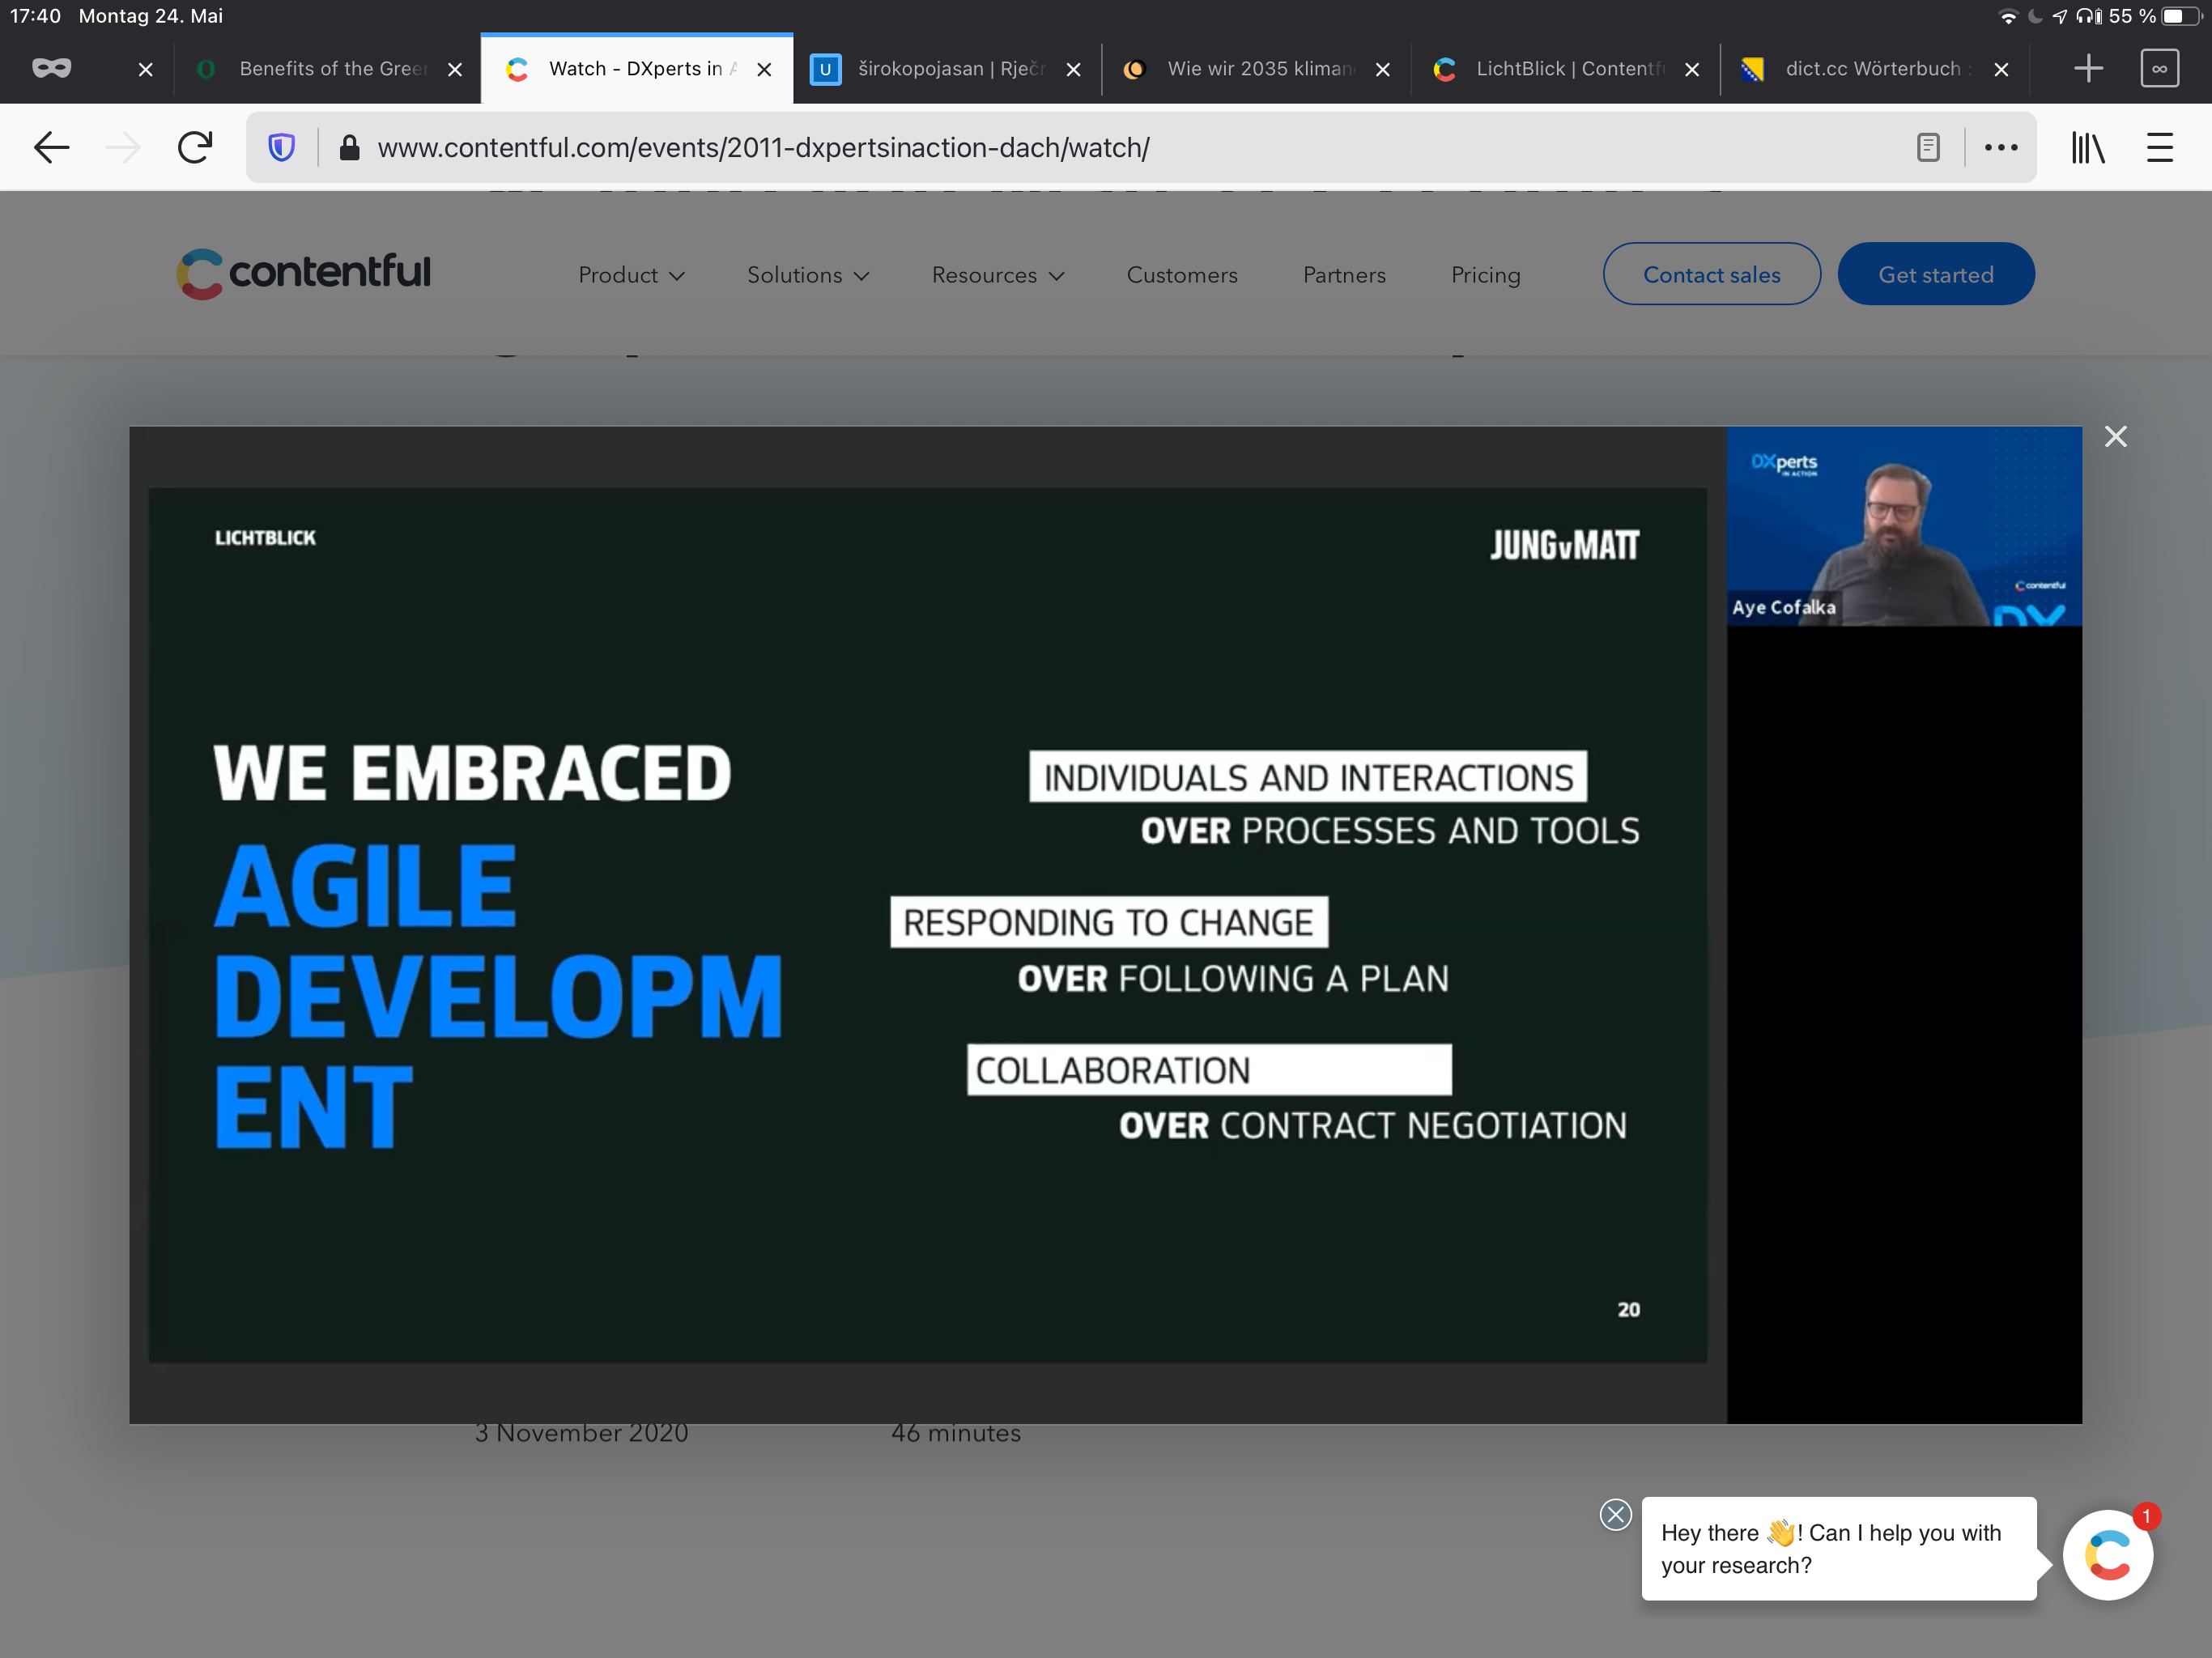 17:40 Montag 24. Mai
55 %
Benefits of the Gree
Watch - DXperts in
U
širokopojasan | Rječ
Wie wir 2035 kliman
LichtBlick | Contentf
dict.cc Wörterbuch :
www.contentful.com/events/2011-dxpertsinaction-dach/watch/
contentful
Product
Solutions
Resources
Customers
Partners
Pricing
Contact sales
Get started
LICHTBLICK
JUNGvMATT
WE EMBRACED
AGILE
DEVELOPM
ENT
INDIVIDUALS AND INTERACTIONS
OVER PROCESSES AND TOOLS
RESPONDING TO CHANGE
OVER FOLLOWING A PLAN
COLLABORATION
OVER CONTRACT NEGOTIATION
20
DXperts
IN ACTION
contentful
Aye Cofalka
DX
3 November 2020
46 minutes
Hey there 👋! Can I help you with
your research?
1